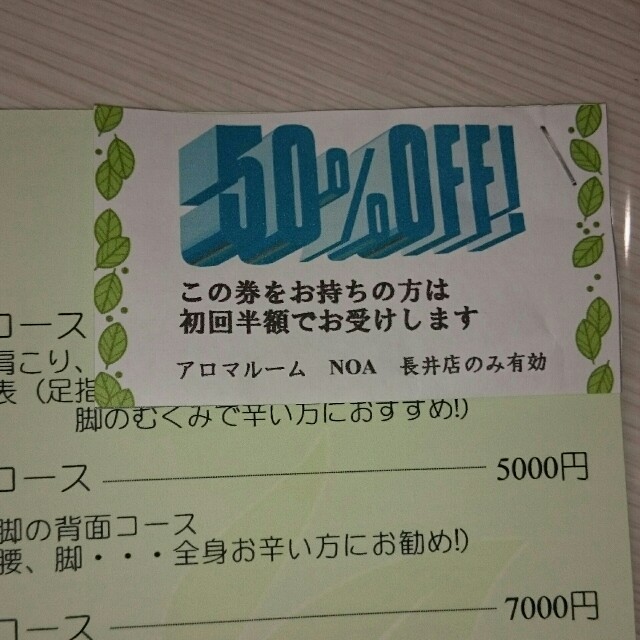 50%OFF!
この券をお持ちの方は
初回半額でお受けします
アロマルーム NOA 長井店のみ有効
コース
肩こり、
表（足指
脚のむくみで辛い方におすすめ!)
コース 5000円
脚の背面コース
腰、脚・・・全身お辛い方にお勧め!)
コース 7000円